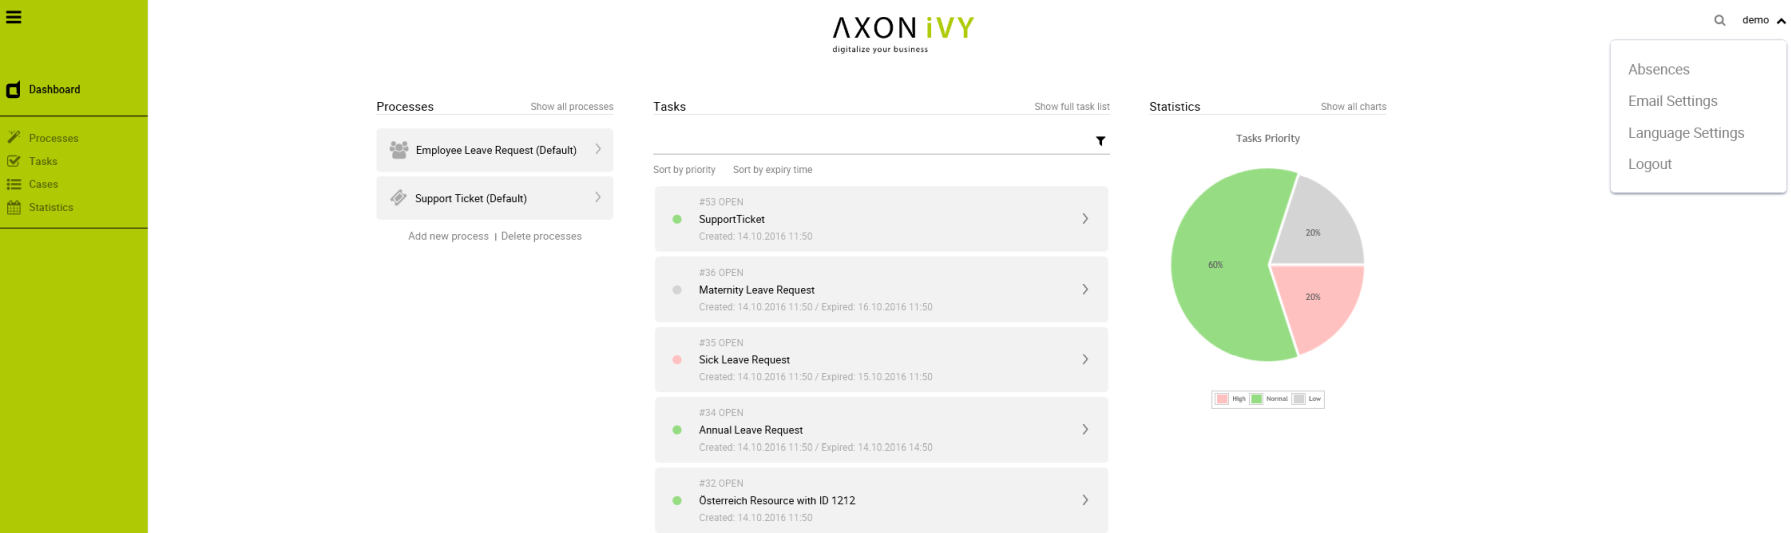 AXON iVY
digitalize your business
demo
Absences
Email Settings
Language Settings
Logout
Dashboard
Processes
Tasks
Cases
Statistics
Processes
Show all processes
Employee Leave Request (Default)
Support Ticket (Default)
Add new process | Delete processes
Tasks
Show full task list
Sort by priority
Sort by expiry time
#53 OPEN
SupportTicket
Created: 14.10.2016 11:50
#36 OPEN
Maternity Leave Request
Created: 14.10.2016 11:50 / Expired: 16.10.2016 11:50
#35 OPEN
Sick Leave Request
Created: 14.10.2016 11:50 / Expired: 15.10.2016 11:50
#34 OPEN
Annual Leave Request
Created: 14.10.2016 11:50 / Expired: 14.10.2016 14:50
#32 OPEN
Österreich Resource with ID 1212
Created: 14.10.2016 11:50
Statistics
Show all charts
Tasks Priority
20%
60%
20%
High Normal Low